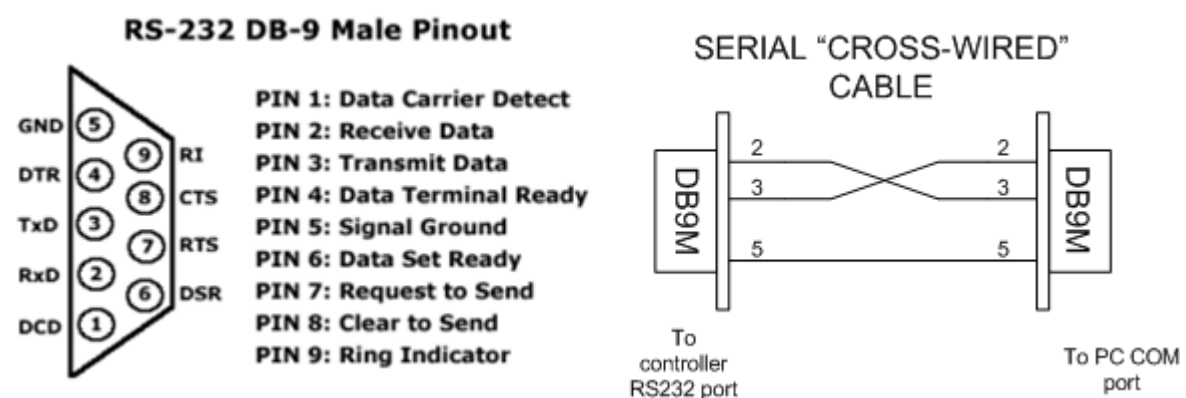 RS-232 DB-9 Male Pinout
GND 5
9 RI
DTR 4
8 CTS
TxD 3
7 RTS
RxD 2
6 DSR
DCD 1
PIN 1: Data Carrier Detect
PIN 2: Receive Data
PIN 3: Transmit Data
PIN 4: Data Terminal Ready
PIN 5: Signal Ground
PIN 6: Data Set Ready
PIN 7: Request to Send
PIN 8: Clear to Send
PIN 9: Ring Indicator
SERIAL “CROSS-WIRED”
CABLE
DB9M
2 2
3 3
5 5
DB9M
To
controller
RS232 port
To PC COM
port